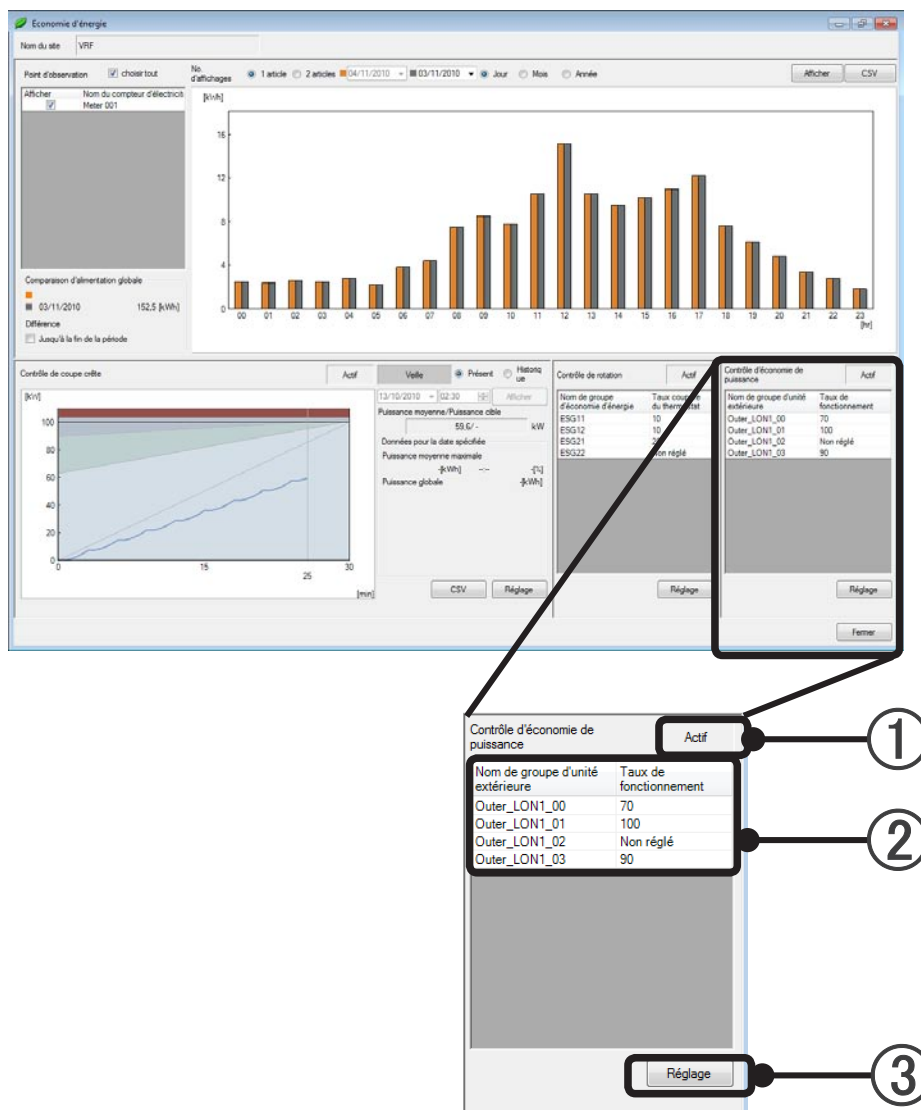 Economie d'énergie
Nom du site VRF
Point d'observation choisir tout No. d'affichages 1 article 2 articles 04/11/2010 03/11/2010 Jour Mois Année Afficher CSV
Afficher Nom du compteur d'électricit
Meter 001
[kWh]
16
12
8
4
0
00 01 02 03 04 05 06 07 08 09 10 11 12 13 14 15 16 17 18 19 20 21 22 23
[hr]
Comparaison d'alimentation globale
03/11/2010 152,5 [kWh]
Différence
Jusqu'à la fin de la période
Contrôle de coupe crête Actif Veille Présent Historiq
ue
[kW]
100
80
60
40
20
0
0 15 25 30
[min]
13/10/2010 02:30 Afficher
Puissance moyenne/Puissance cible
59,6/ - kW
Données pour la date spécifiée
Puissance moyenne maximale
-[kWh] --:-- -[%]
Puissance globale -[kWh]
CSV Réglage
Contrôle de rotation Actif
Nom de groupe
d'économie d'énergie
Taux coupure
du thermostat
ESG11 10
ESG12 10
ESG21
ESG22 Non réglé
Réglage
Contrôle d'économie de
puissance
Actif
Nom de groupe d'unité
extérieure
Taux de
fonctionnement
Outer_LON1_00 70
Outer_LON1_01 100
Outer_LON1_02 Non réglé
Outer_LON1_03 90
Réglage
Fermer
Contrôle d'économie de
puissance
Actif
①
Nom de groupe d'unité
extérieure
Taux de
fonctionnement
Outer_LON1_00 70
Outer_LON1_01 100
Outer_LON1_02 Non réglé
Outer_LON1_03 90
②
Réglage
③